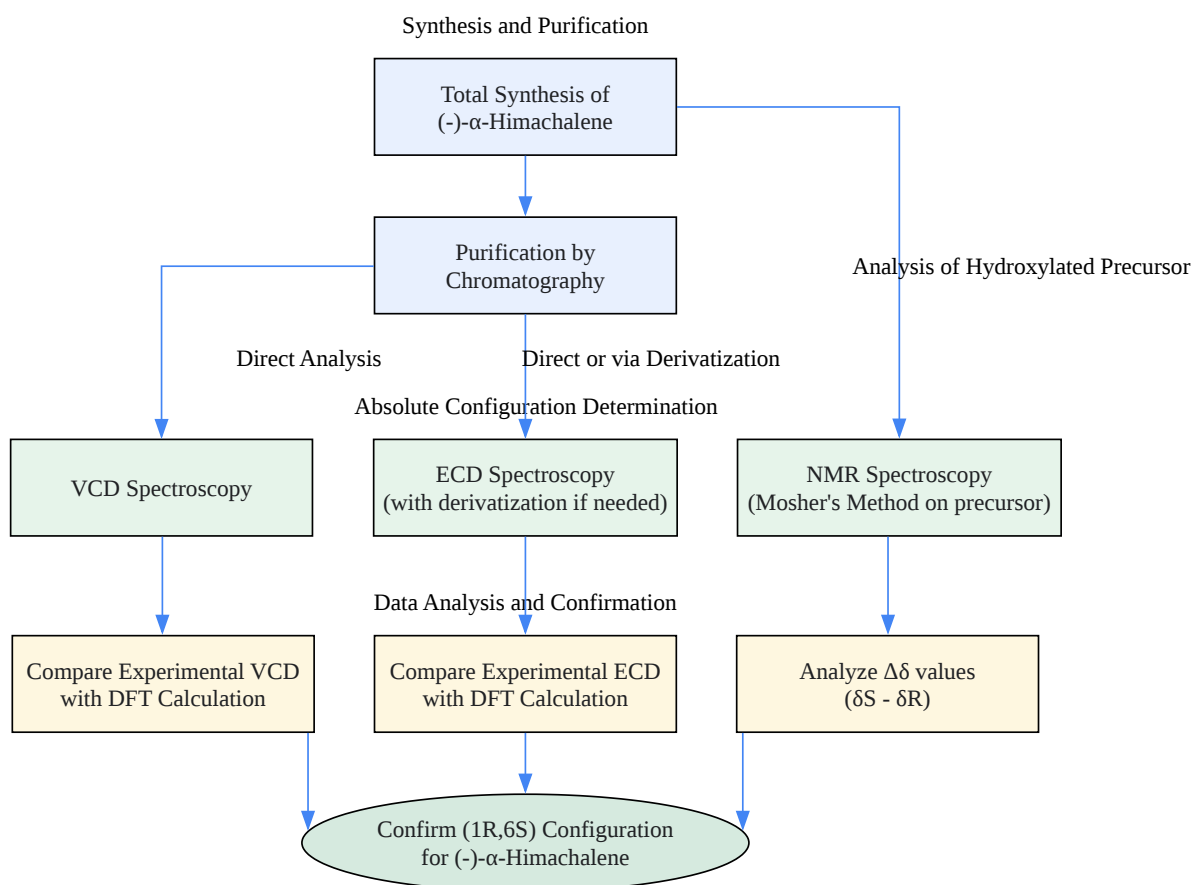 Synthesis and Purification
Total Synthesis of
(-)-α-Himachalene
Purification by
Chromatography
Analysis of Hydroxylated Precursor
Direct Analysis
Direct or via Derivatization
Absolute Configuration Determination
VCD Spectroscopy
ECD Spectroscopy
(with derivatization if needed)
NMR Spectroscopy
(Mosher's Method on precursor)
Data Analysis and Confirmation
Compare Experimental VCD
with DFT Calculation
Compare Experimental ECD
with DFT Calculation
Analyze Δδ values
(δS - δR)
Confirm (1R,6S) Configuration
for (-)-α-Himachalene